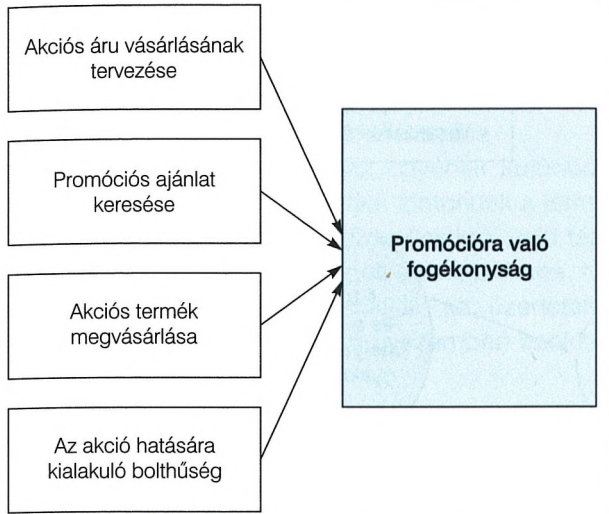 Akciós áru vásárlásának
tervezése
Promóciós ajánlat
keresése
Akciós termék
megvásárlása
Az akció hatására
kialakuló bolthűség
Promócióra való
fogékonyság